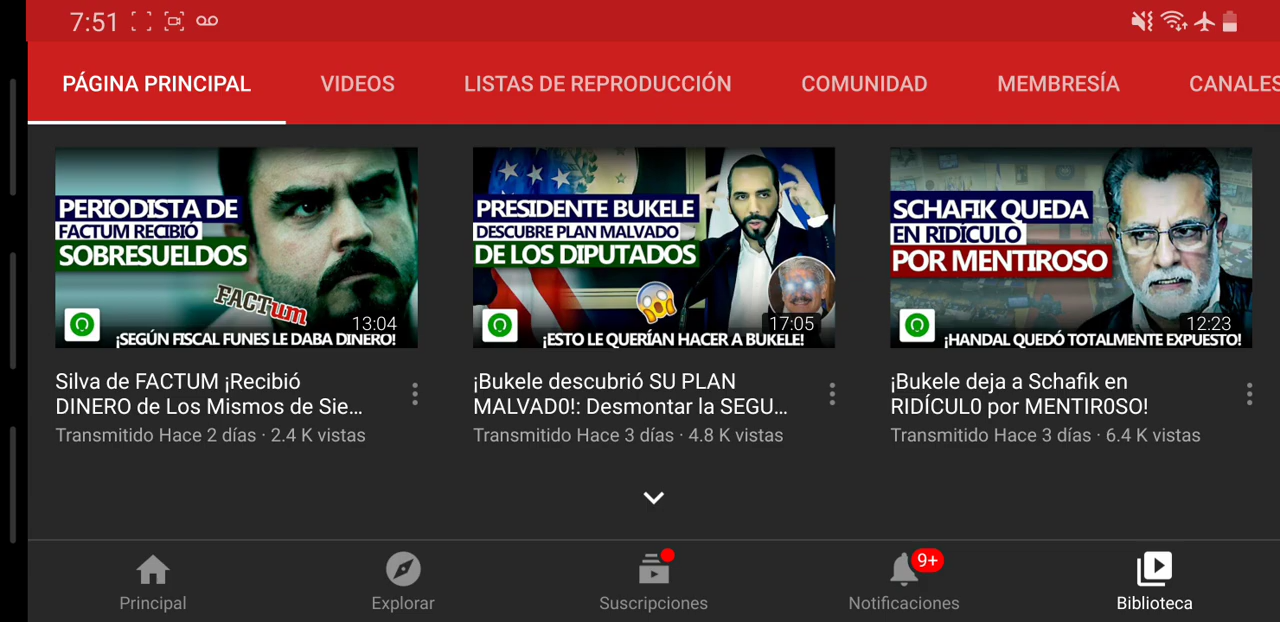 7:51
PÁGINA PRINCIPAL
VIDEOS
LISTAS DE REPRODUCCIÓN
COMUNIDAD
MEMBRESÍA
CANALES
PERIODISTA DE
FACTUM RECIBIÓ
SOBRESUELDOS
FACTum
13:04
¡SEGÚN FISCAL FUNES LE DABA DINERO!
PRESIDENTE BUKELE
DESCUBRE PLAN MALVADO
DE LOS DIPUTADOS
17:05
¡ESTO LE QUERÍAN HACER A BUKELE!
SCHAFIK QUEDA
EN RIDÍCULO
POR MENTIROSO
12:23
¡HANDAL QUEDÓ TOTALMENTE EXPUESTO!
Silva de FACTUM ¡Recibió
DINERO de Los Mismos de Sie...
Transmitido Hace 2 días · 2.4 K vistas
¡Bukele descubrió SU PLAN
MALVAD0!: Desmontar la SEGU...
Transmitido Hace 3 días · 4.8 K vistas
¡Bukele deja a Schafik en
RIDÍCUL0 por MENTIR0SO!
Transmitido Hace 3 días · 6.4 K vistas
Principal
Explorar
Suscripciones
9+
Notificaciones
Biblioteca